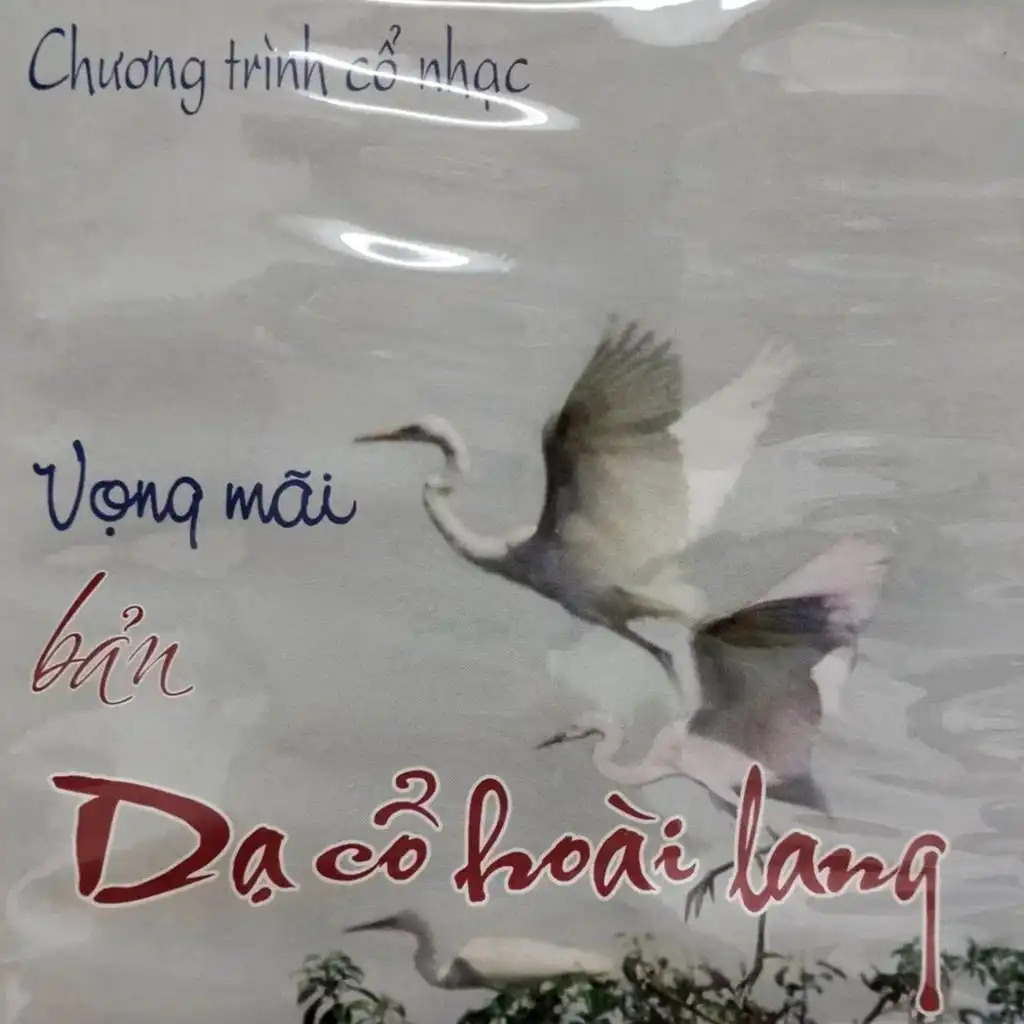 Chương trình cổ nhạc
Vọng mãi
bản
Dạ cổ hoài lang